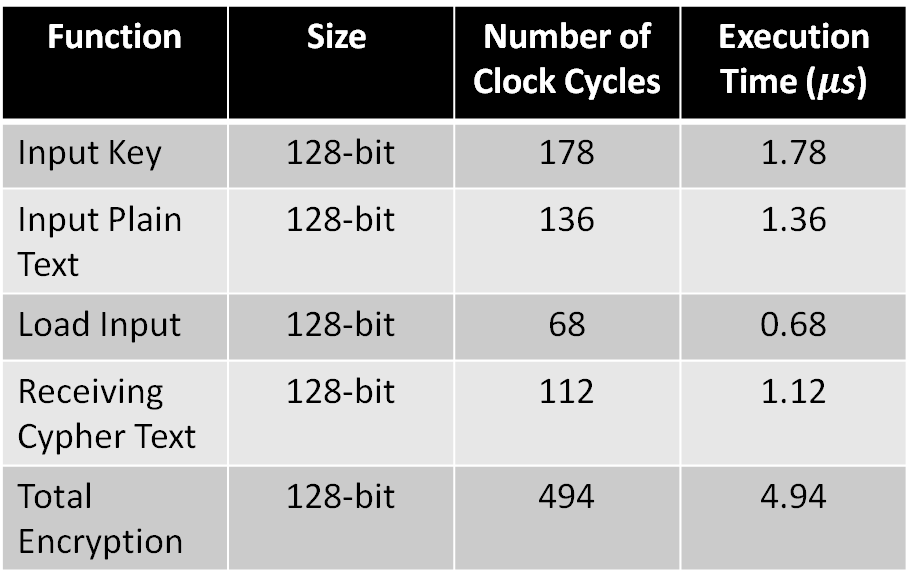 Function Size Number of Clock Cycles Execution Time (μs)
Input Key 128-bit 178 1.78
Input Plain Text 128-bit 136 1.36
Load Input 128-bit 68 0.68
Receiving Cypher Text 128-bit 112 1.12
Total Encryption 128-bit 494 4.94